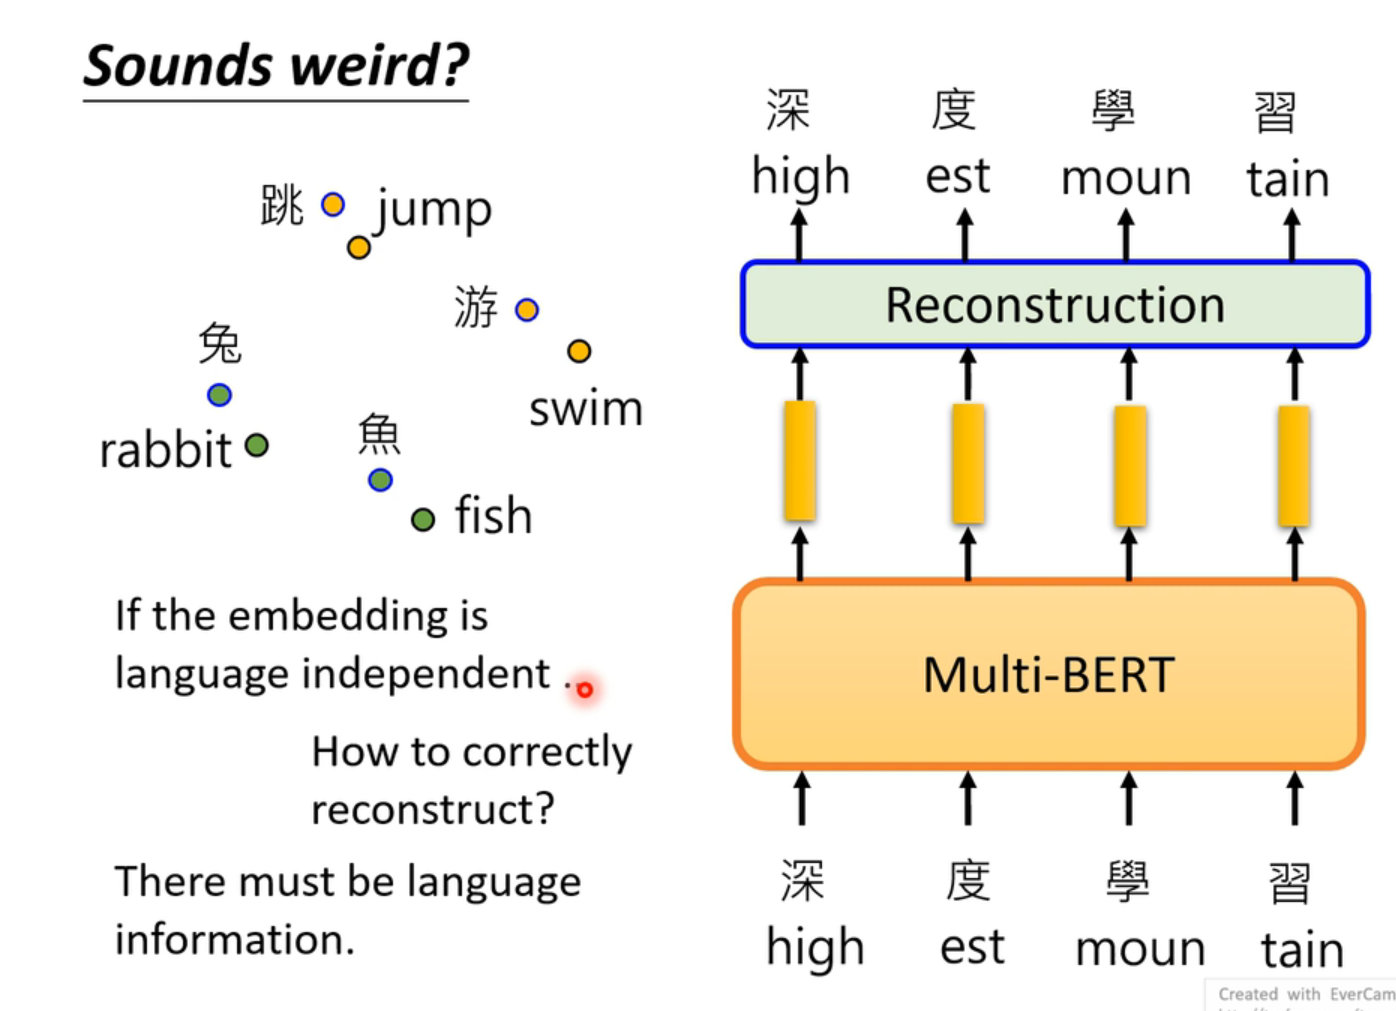 Sounds weird?
跳 jump
游
swim
兔
rabbit
魚
fish
If the embedding is
language independent ..
How to correctly
reconstruct?
There must be language
information.
深 度 學 習
high est moun tain
Reconstruction
Multi-BERT
深 度 學 習
high est moun tain
Created with EverCam